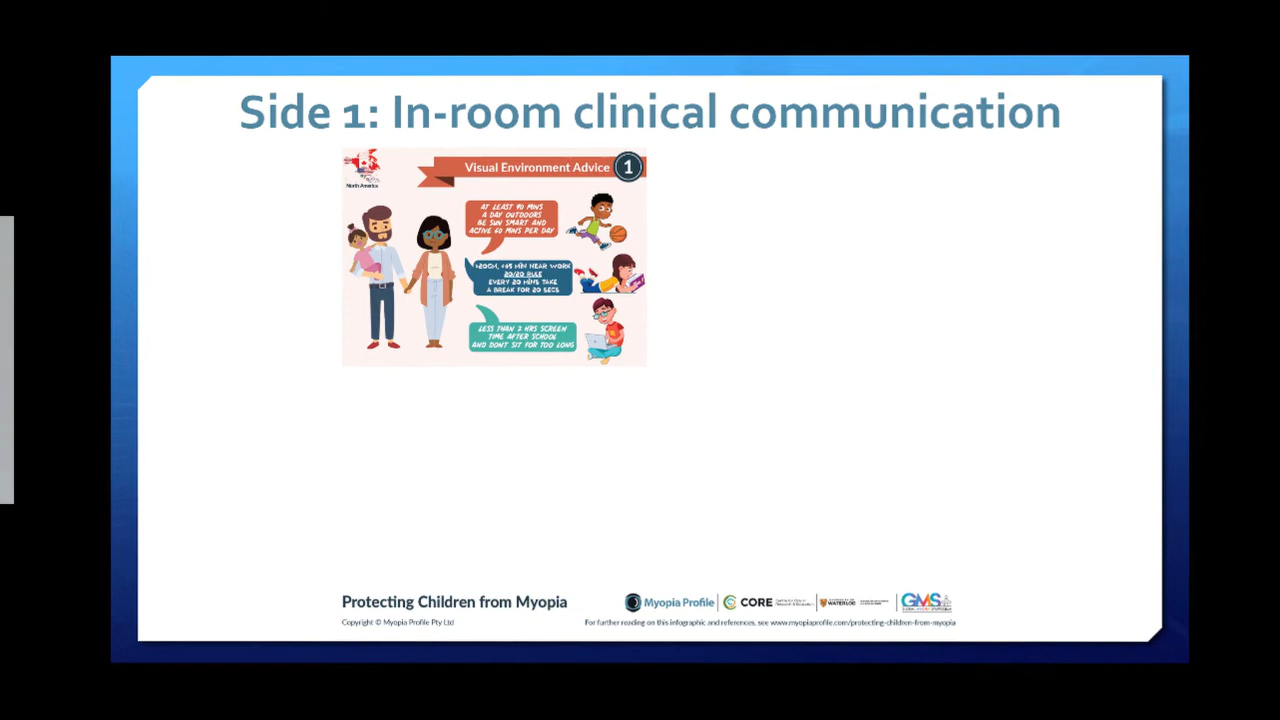 Side 1: In-room clinical communication
North America
Visual Environment Advice 1
AT LEAST 90 MINS
A DAY OUTDOORS
BE SUN SMART AND
ACTIVE 60 MINS PER DAY
>20CM, <45 MIN NEAR WORK
20/20 RULE
EVERY 20 MINS TAKE
A BREAK FOR 20 SECS
LESS THAN 2 HRS SCREEN
TIME AFTER SCHOOL
AND DONT SIT FOR TOO LONG
Protecting Children from Myopia
Myopia Profile
CORE
WATERLOO
GMS
Copyright © Myopia Profile Pty Ltd
For further reading on this infographic and references, see www.myopiaprofile.com/protecting-children-from-myopia